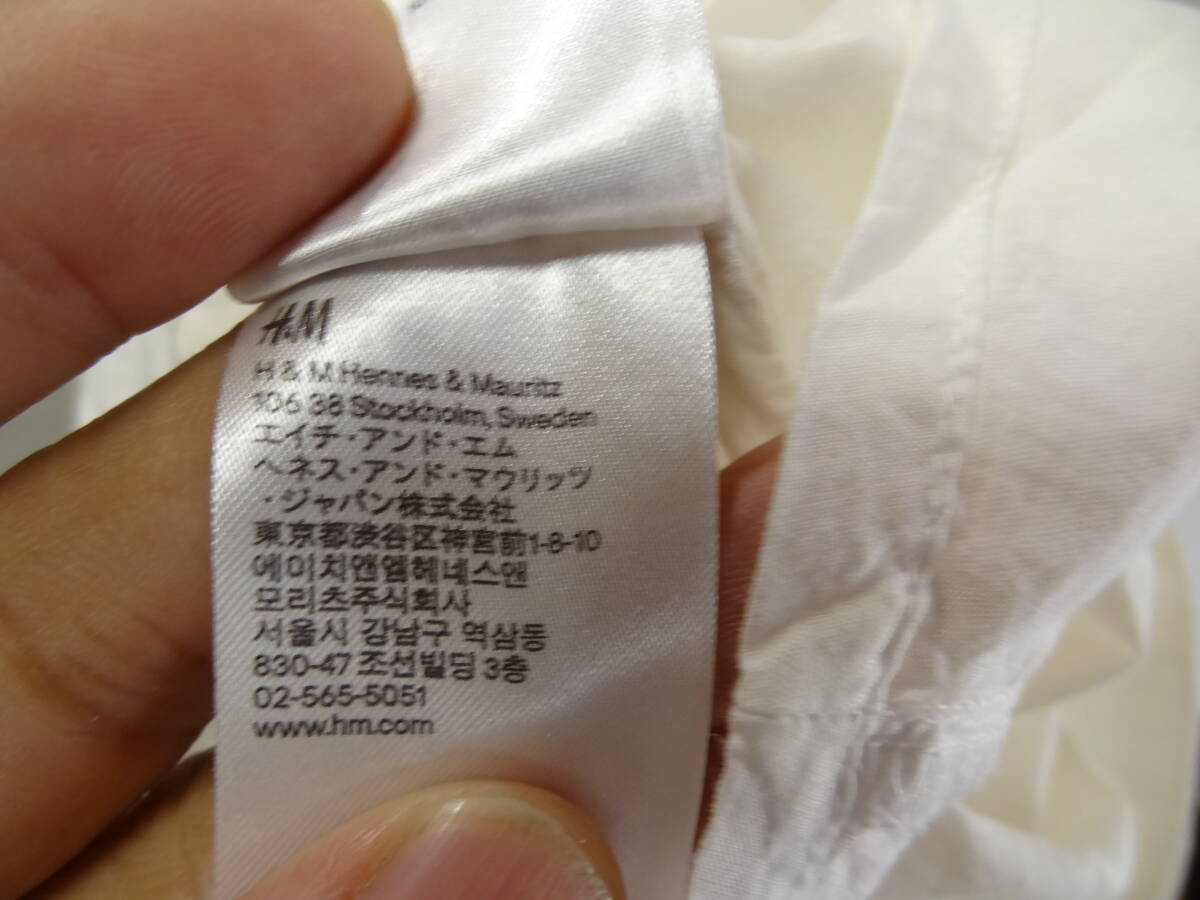 H&M
H & M Hennes & Mauritz
106 38 Stockholm, Sweden
エイチ・アンド・エム
ヘネス・アンド・マウリッツ
・ジャパン株式会社
東京都渋谷区神宮前1-8-10
에이치앤엠헤네스앤
모리츠주식회사
서울시 강남구 역삼동
830-47 조선빌딩 3층
02-565-5051
www.hm.com